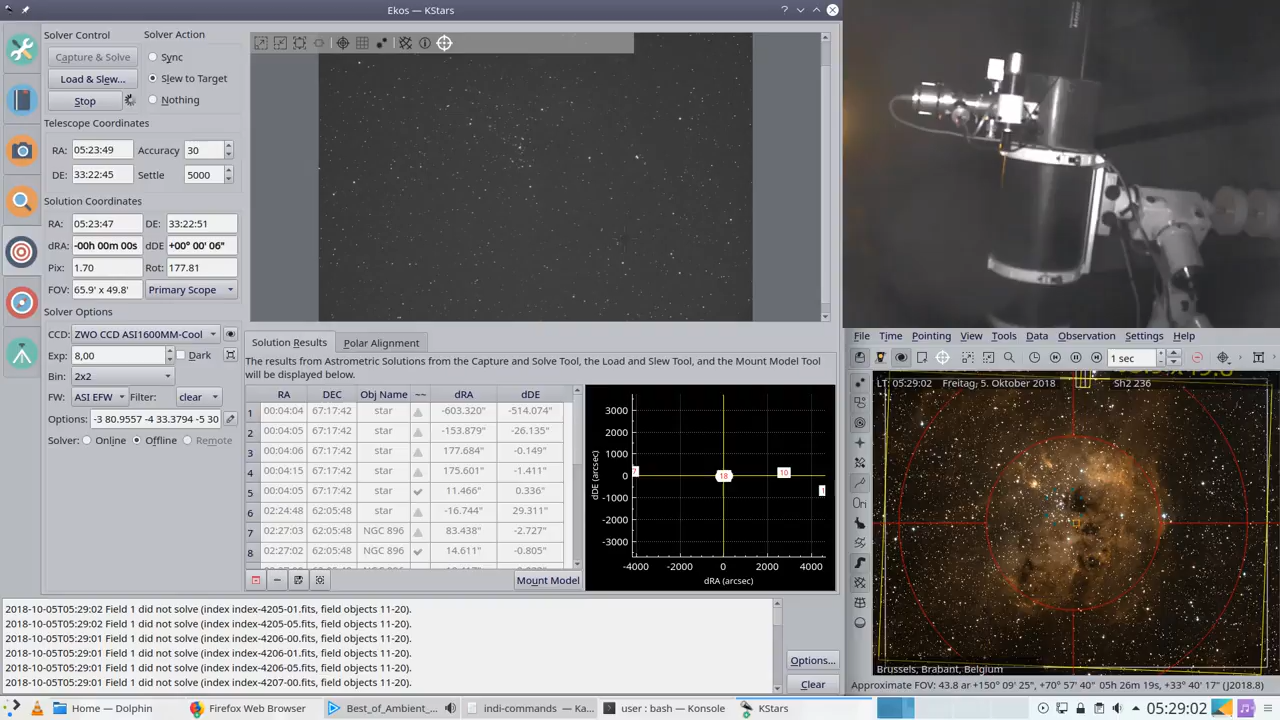 Ekos — KStars
Solver Control
Solver Action
Capture & Solve
Sync
Load & Slew...
Slew to Target
Stop
Nothing
Telescope Coordinates
RA: 05:23:49 Accuracy 30
DE: 33:22:45 Settle 5000
Solution Coordinates
RA: 05:23:47 DE: 33:22:51
dRA: -00h 00m 00s dDE +00° 00' 06"
Pix: 1.70 Rot: 177.81
FOV: 65.9' x 49.8' Primary Scope
Solver Options
CCD: ZWO CCD ASI1600MM-Cool
Exp: 8,00 Dark
Bin: 2x2
FW: ASI EFW Filter: clear
Options: -3 80.9557 -4 33.3794 -5 30
Solver: Online Offline Remote
Solution Results Polar Alignment
The results from Astrometric Solutions from the Capture and Solve Tool, the Load and Slew Tool, and the Mount Model Tool
will be displayed below.
RA DEC Obj Name ~~ dRA dDE
1 00:04:04 67:17:42 star -603.320" -514.074"
2 00:04:05 67:17:42 star -153.879" -26.135"
3 00:04:06 67:17:42 star 177.684" -0.149"
4 00:04:15 67:17:42 star 175.601" -1.411"
5 00:04:05 67:17:42 star 11.466" 0.336"
6 02:24:48 62:05:48 star -16.744" 29.311"
7 02:27:03 62:05:48 NGC 896 83.438" -2.727"
8 02:27:02 62:05:48 NGC 896 14.611" -0.805"
Mount Model
dDE (arcsec)
3000
2000
1000
0
-1000
-2000
-3000
7
18
10
1
-4000 -2000 0 2000 4000
dRA (arcsec)
2018-10-05T05:29:02 Field 1 did not solve (index index-4205-01.fits, field objects 11-20).
2018-10-05T05:29:02 Field 1 did not solve (index index-4205-05.fits, field objects 11-20).
2018-10-05T05:29:01 Field 1 did not solve (index index-4206-00.fits, field objects 11-20).
2018-10-05T05:29:01 Field 1 did not solve (index index-4206-01.fits, field objects 11-20).
2018-10-05T05:29:01 Field 1 did not solve (index index-4206-05.fits, field objects 11-20).
2018-10-05T05:29:01 Field 1 did not solve (index index-4207-00.fits, field objects 11-20).
Options...
Clear
File Time Pointing View Tools Data Observation Settings Help
1 sec
LT: 05:29:02 Freitag, 5. Oktober 2018 Sh2 236
Brussels, Brabant, Belgium
Approximate FOV: 43.8 ar +150° 09' 25", +70° 57' 40" 05h 26m 19s, +33° 40' 17" (J2018.8)
Home — Dolphin
Firefox Web Browser
Best_of_Ambient_...
indi-commands — Ka...
user : bash — Konsole
KStars
05:29:02